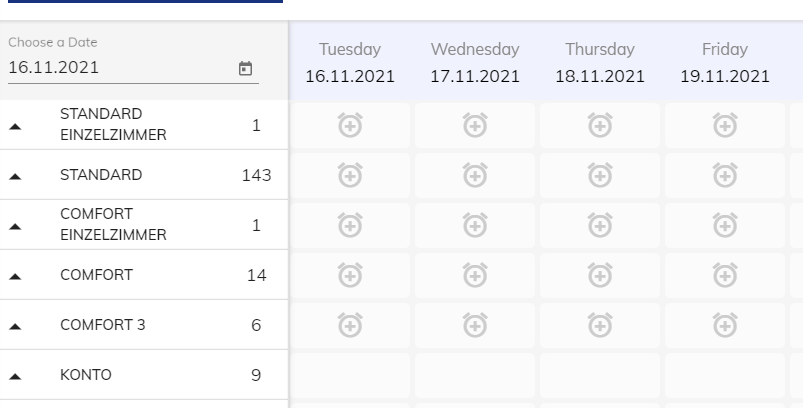 Choose a Date
16.11.2021
Tuesday
16.11.2021
Wednesday
17.11.2021
Thursday
18.11.2021
Friday
19.11.2021
STANDARD
EINZELZIMMER
1
STANDARD
143
COMFORT
EINZELZIMMER
1
COMFORT
14
COMFORT 3
6
KONTO
9